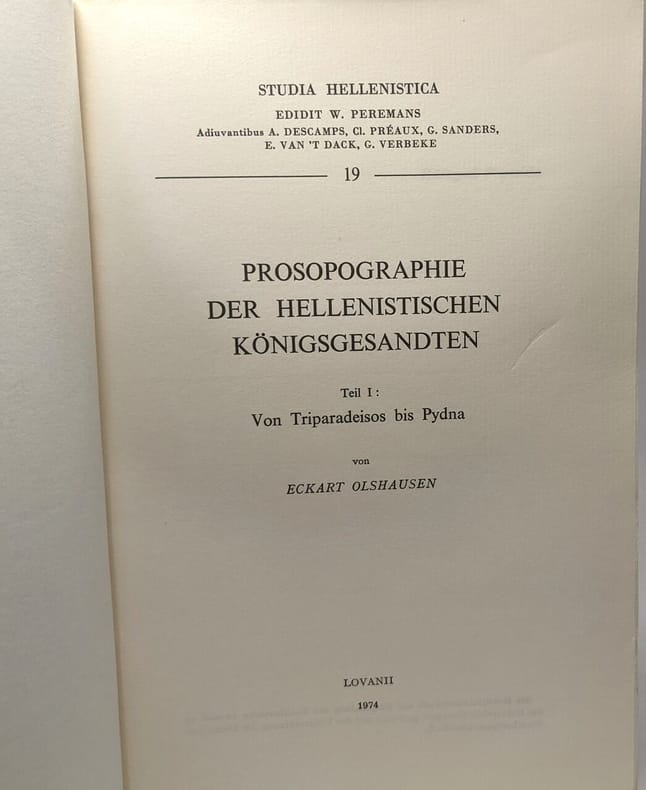 STUDIA HELLENISTICA
EDIDIT W. PEREMANS
Adiuvantibus A. DESCAMPS, Cl. PRÉAUX, G. SANDERS,
E. VAN 'T DACK, G. VERBEKE
19
PROSOPOGRAPHIE
DER HELLENISTISCHEN
KÖNIGSGESANDTEN
Teil I :
Von Triparadeisos bis Pydna
von
ECKART OLSHAUSEN
LOVANII
1974